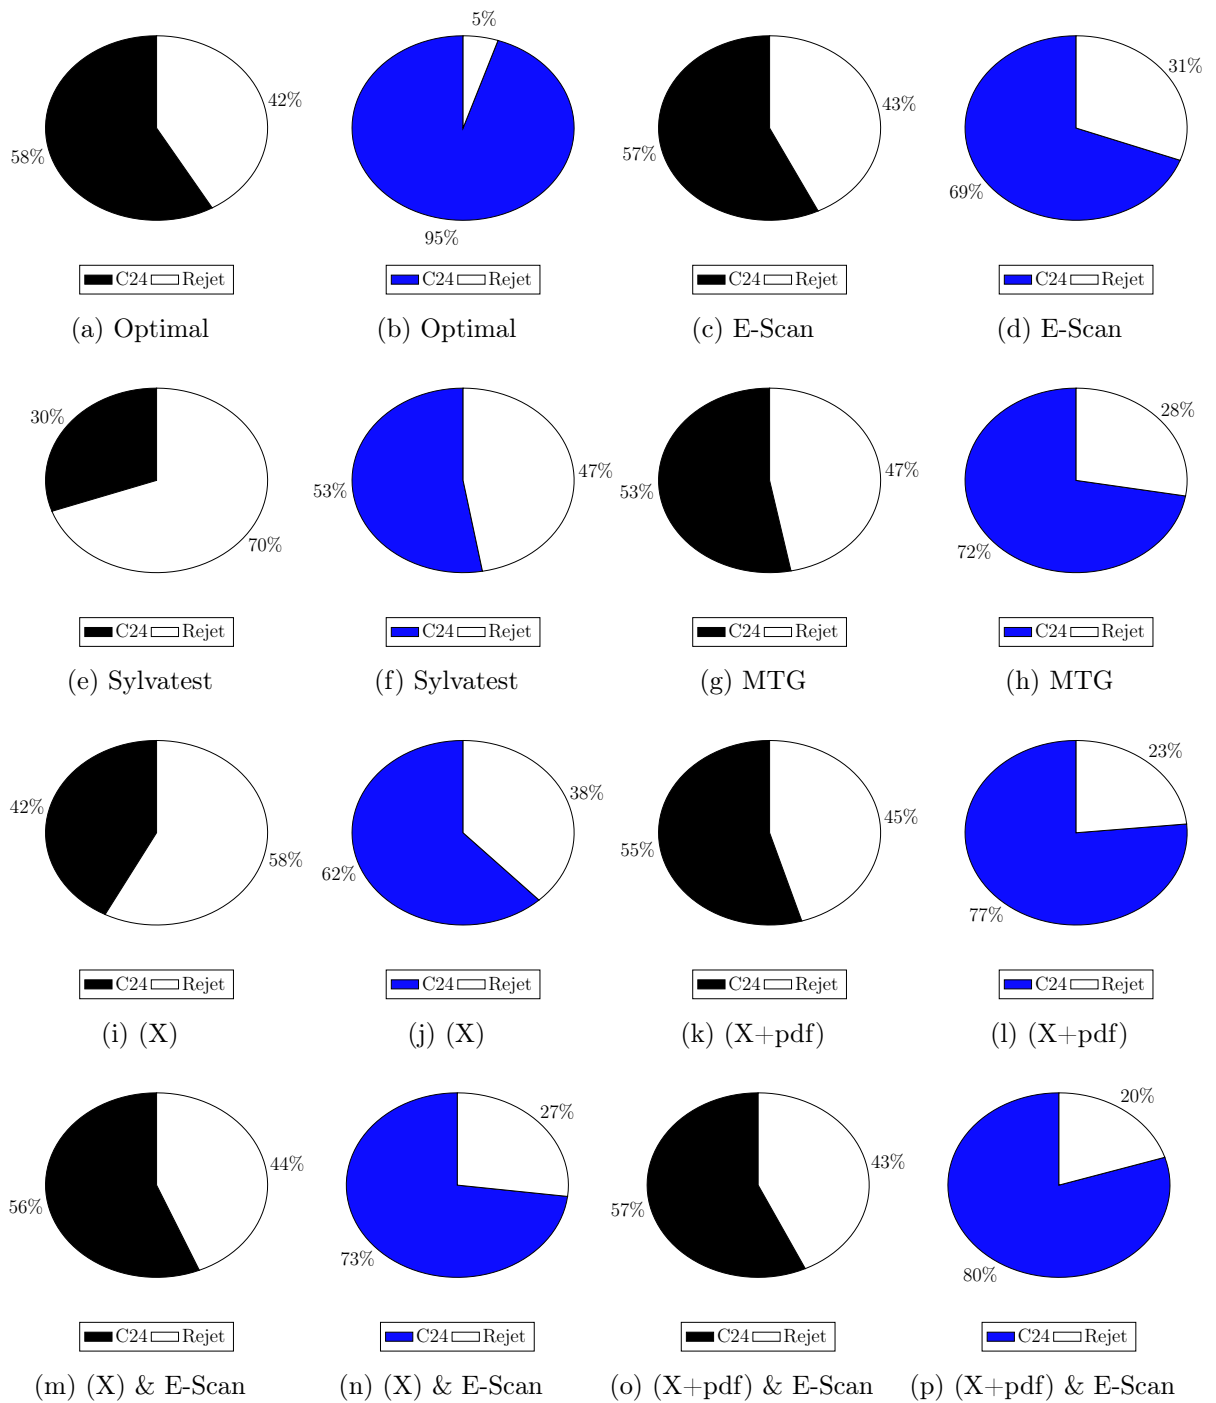 5%
42%
58%
95%
43%
57%
31%
69%
C24 Rejet
C24 Rejet
C24 Rejet
C24 Rejet
(a) Optimal
(b) Optimal
(c) E-Scan
(d) E-Scan
30%
70%
47%
53%
47%
53%
28%
72%
C24 Rejet
C24 Rejet
C24 Rejet
C24 Rejet
(e) Sylvatest
(f) Sylvatest
(g) MTG
(h) MTG
42%
58%
38%
62%
45%
55%
23%
77%
C24 Rejet
C24 Rejet
C24 Rejet
C24 Rejet
(i) (X)
(j) (X)
(k) (X+pdf)
(l) (X+pdf)
44%
56%
27%
73%
43%
57%
20%
80%
C24 Rejet
C24 Rejet
C24 Rejet
C24 Rejet
(m) (X) & E-Scan
(n) (X) & E-Scan
(o) (X+pdf) & E-Scan
(p) (X+pdf) & E-Scan